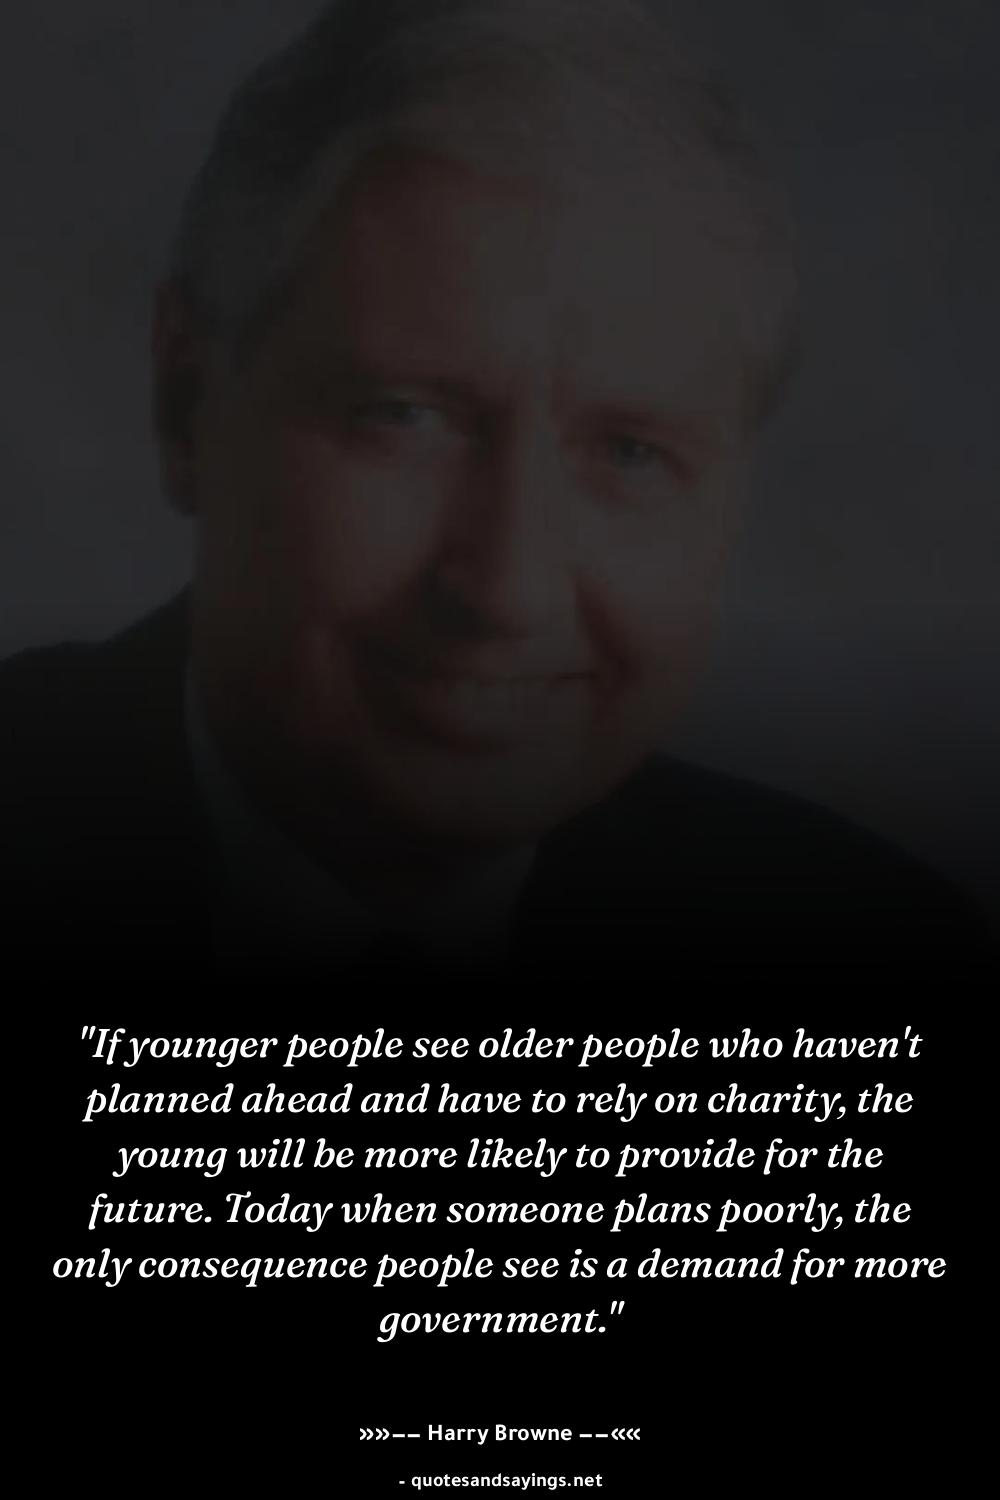 "If younger people see older people who haven't
planned ahead and have to rely on charity, the
young will be more likely to provide for the
future. Today when someone plans poorly, the
only consequence people see is a demand for more
government."
»»–– Harry Browne ––««
- quotesandsayings.net